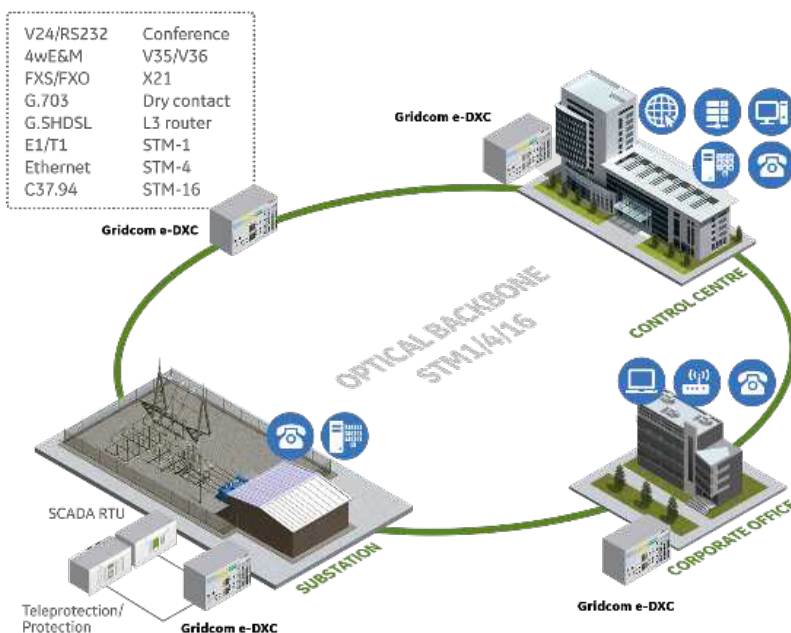 V24/RS232 Conference
4wE&M V35/V36
FXS/FXO X21
G.703 Dry contact
G.SHDSL L3 router
E1/T1 STM-1
Ethernet STM-4
C37.94 STM-16
Gridcom e-DXC
Gridcom e-DXC
OPTICAL BACKBONE
STM1/4/16
CONTROL CENTRE
SCADA RTU
SUBSTATION
CORPORATE OFFICE
Teleprotection/
Protection
Gridcom e-DXC
Gridcom e-DXC